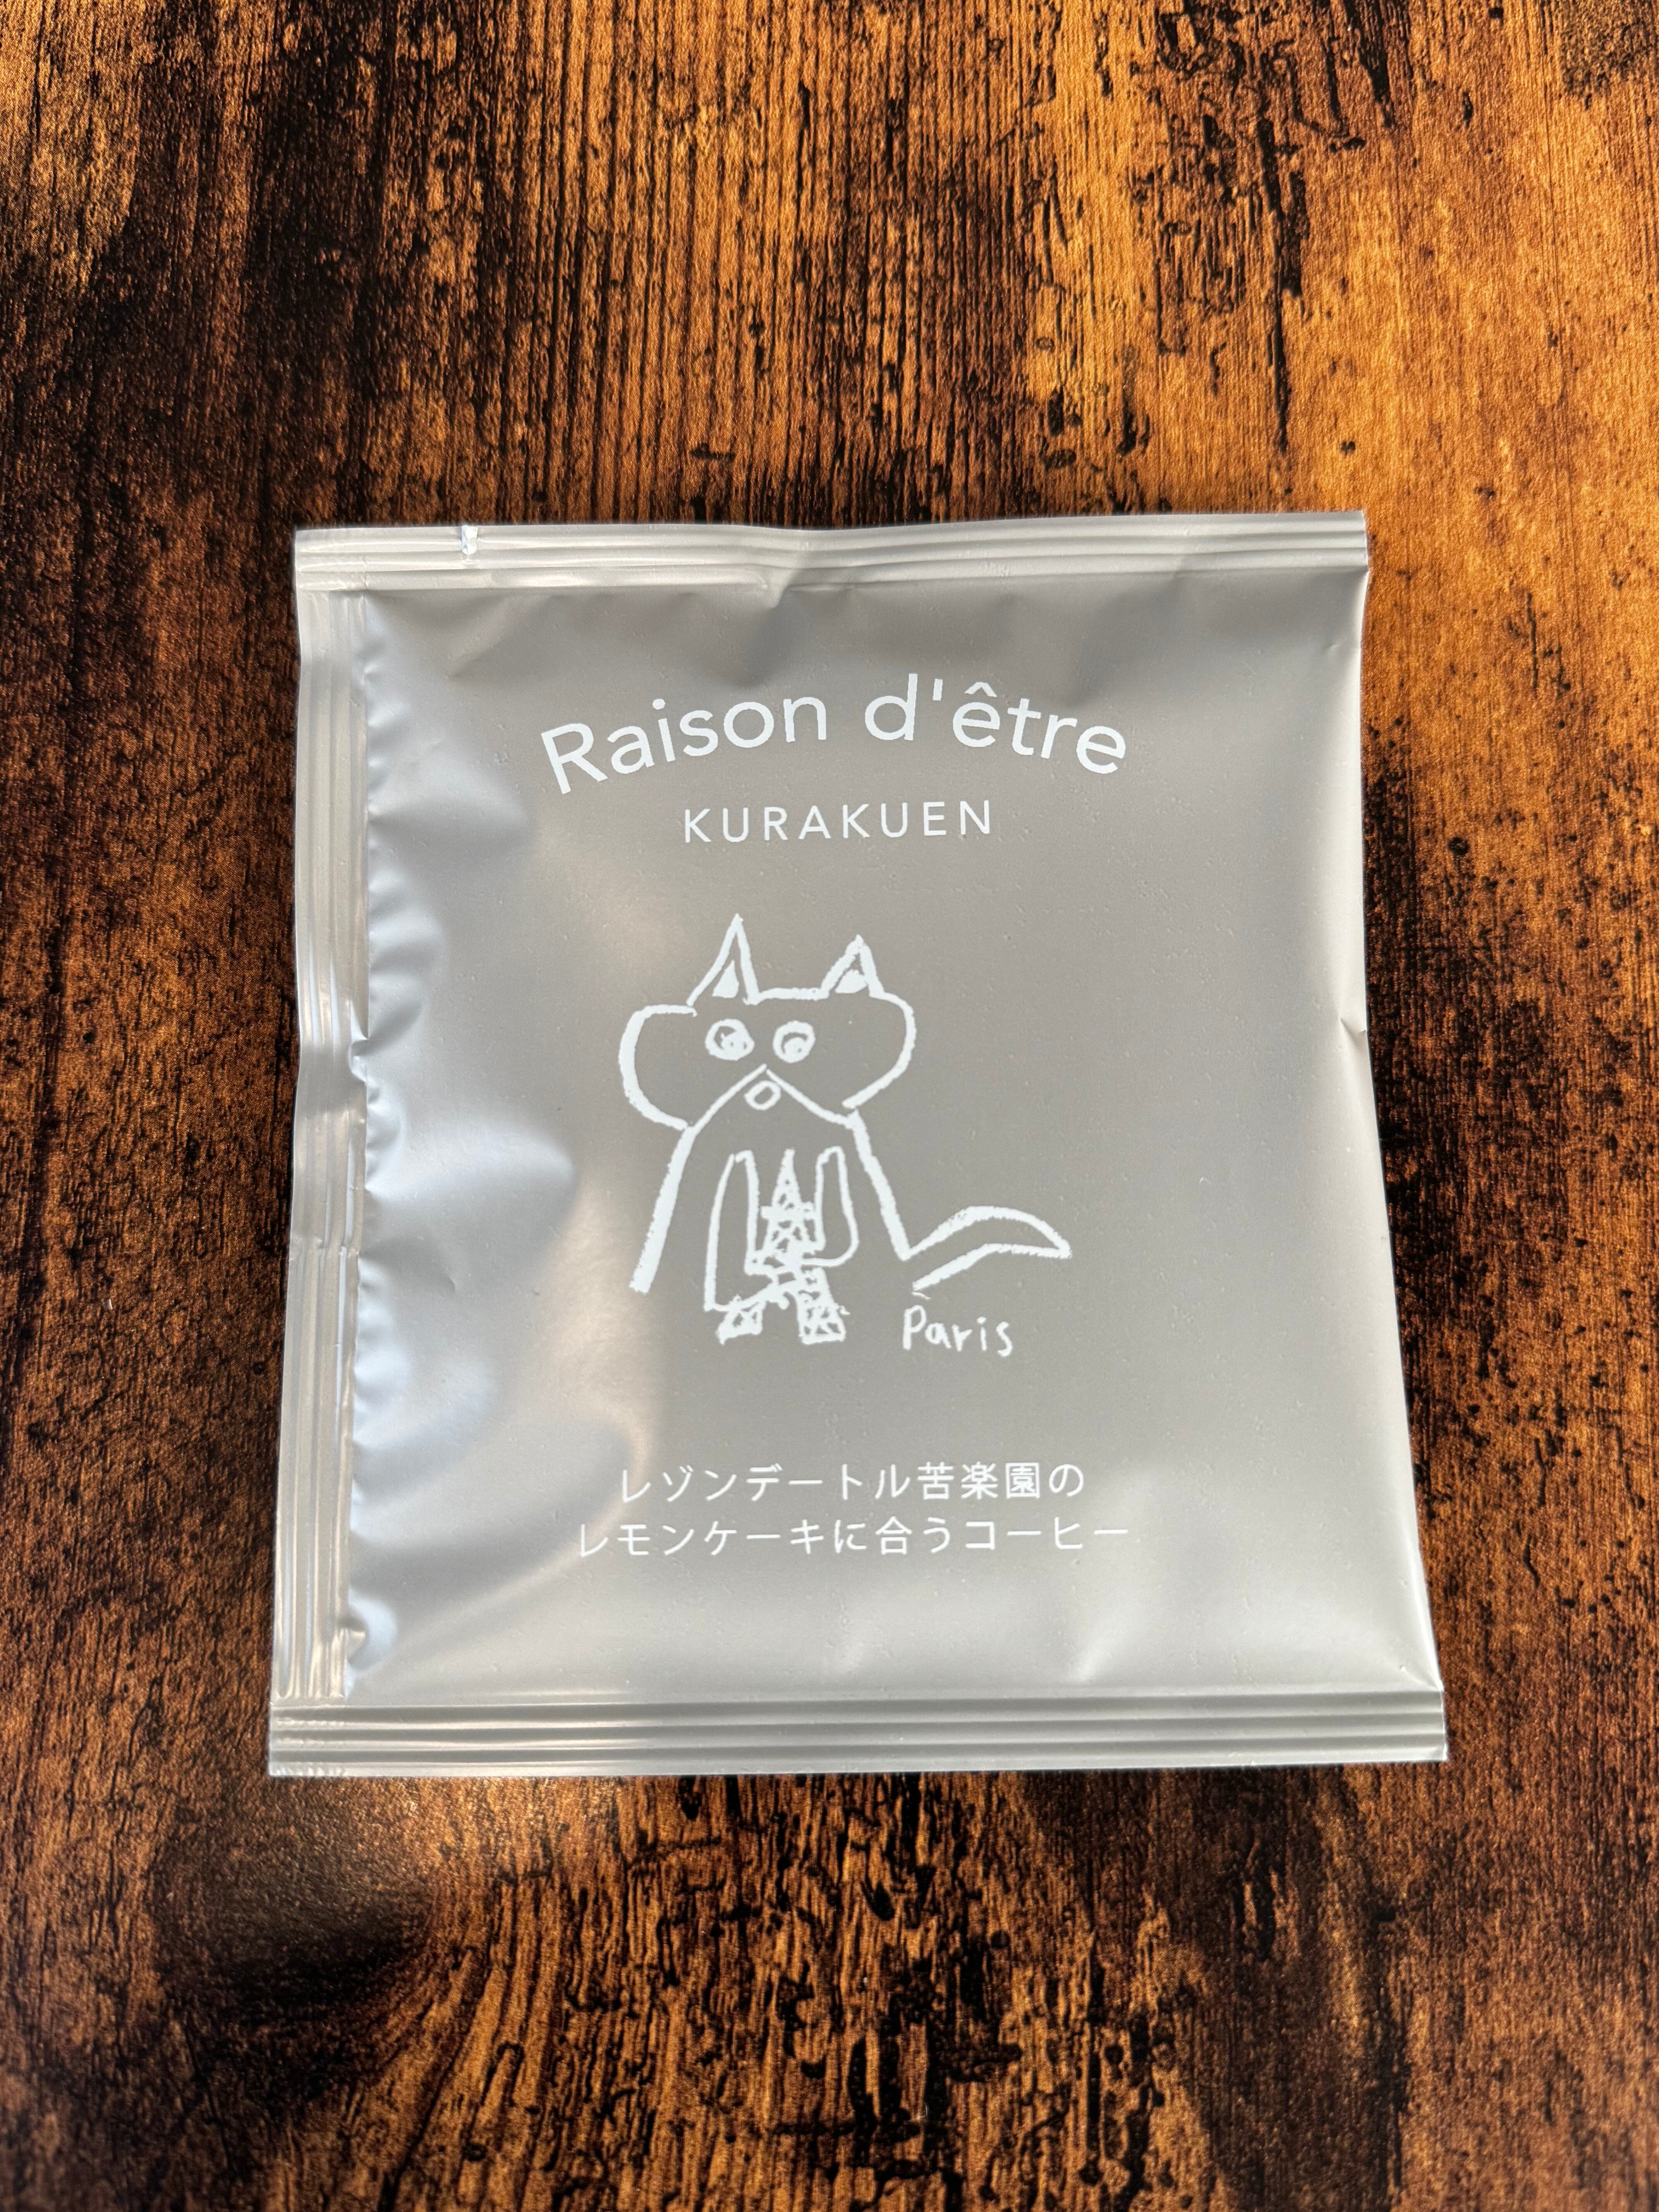 Raison d'être
KURAKUEN
Paris
レゾンデートル苦楽園の
レモンケーキに合うコーヒー